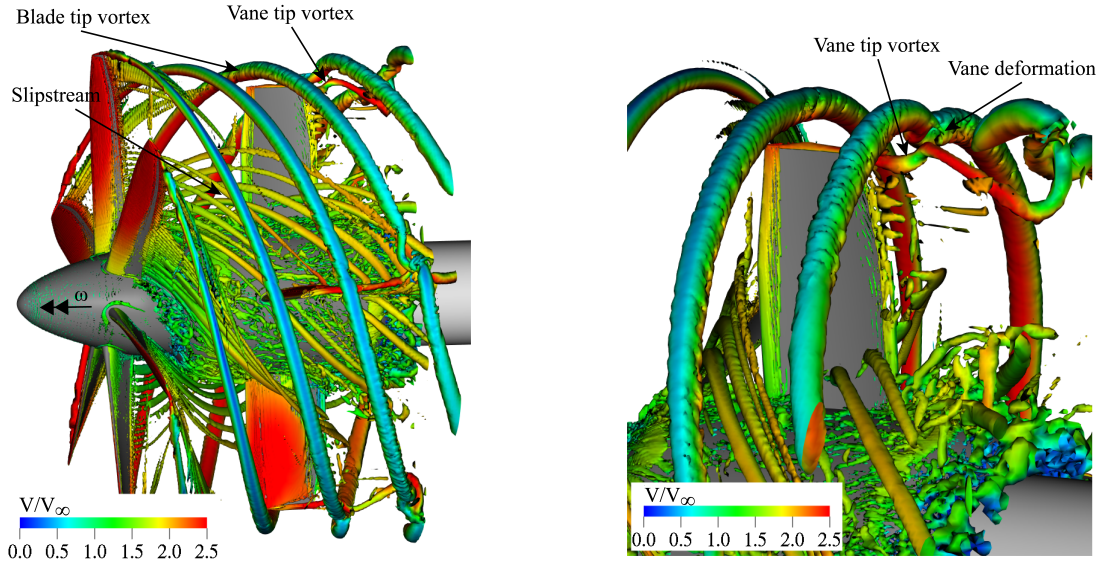 Blade tip vortex
Vane tip vortex
Slipstream
ω
V/V∞
0.0 0.5 1.0 1.5 2.0 2.5
Vane tip vortex
Vane deformation
V/V∞
0.0 0.5 1.0 1.5 2.0 2.5